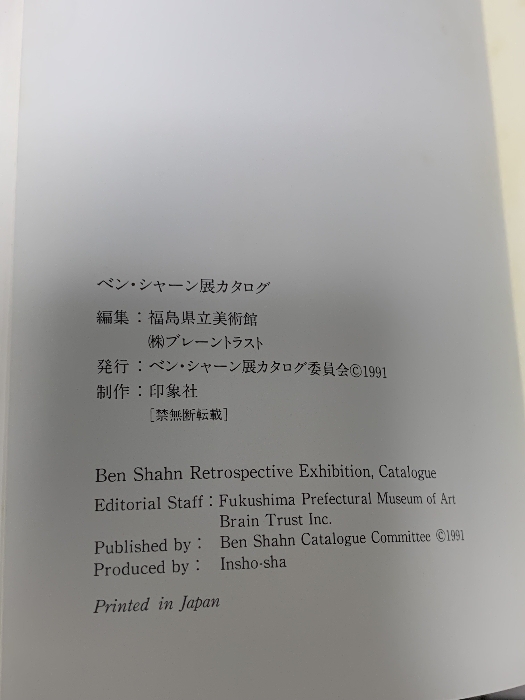 ベン・シャーン展カタログ
編集：福島県立美術館
㈱ブレーントラスト
発行：ベン・シャーン展カタログ委員会©1991
制作：印象社
[禁無断転載]
Ben Shahn Retrospective Exhibition, Catalogue
Editorial Staff : Fukushima Prefectural Museum of Art
Brain Trust Inc.
Published by : Ben Shahn Catalogue Committee ©1991
Produced by : Insho-sha
Printed in Japan